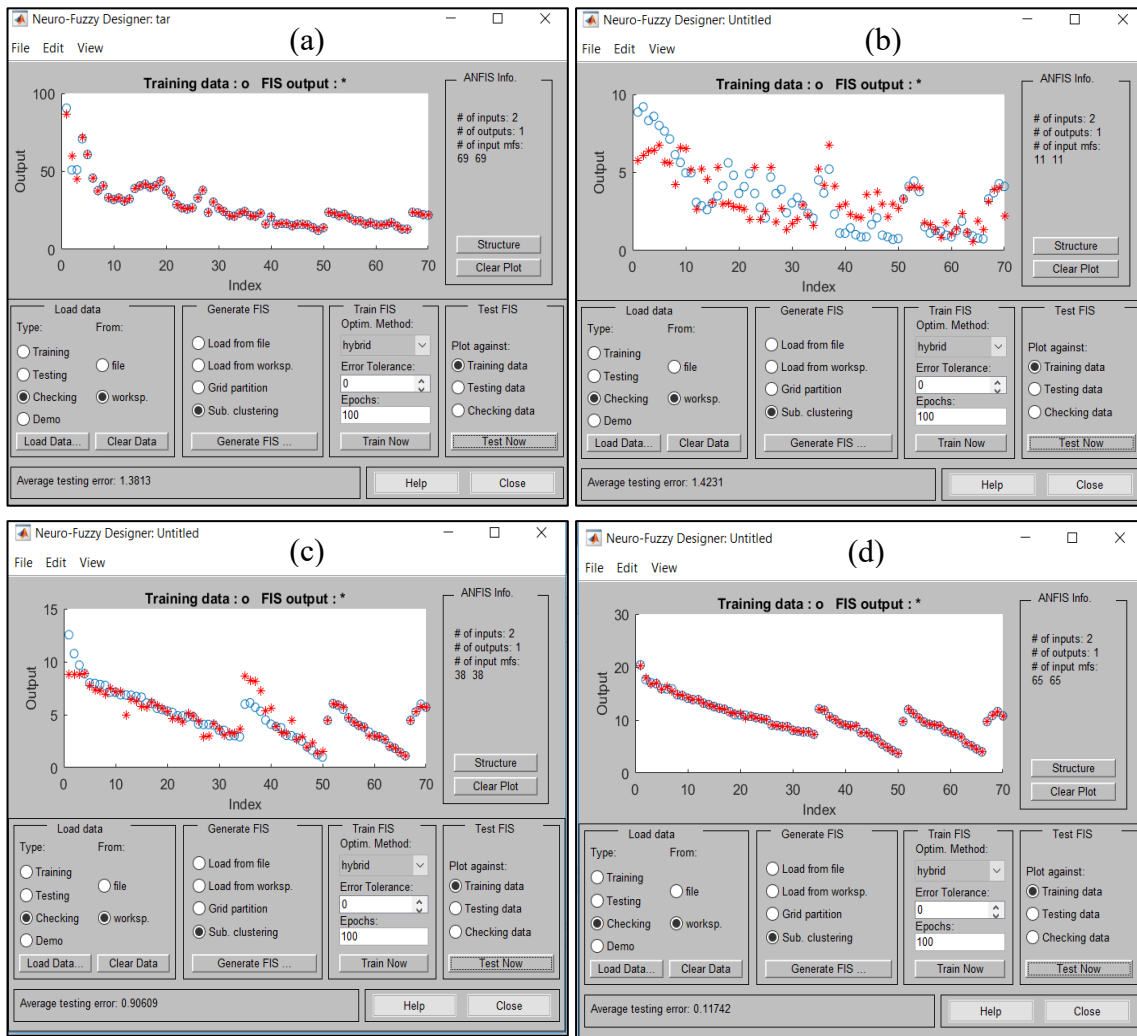 Neuro-Fuzzy Designer: tar
(a)
File Edit View
Training data : o FIS output : *
100
50
0
Output
0 10 20 30 40 50 60 70
Index
ANFIS Info.
# of inputs: 2
# of outputs: 1
# of input mfs:
69 69
Structure
Clear Plot
Load data
Type: From:
Training
Testing
Checking
Demo
file
worksp.
Load Data... Clear Data
Generate FIS
Load from file
Load from worksp.
Grid partition
Sub. clustering
Generate FIS ...
Train FIS
Optim. Method:
hybrid
Error Tolerance:
0
Epochs:
100
Train Now
Test FIS
Plot against:
Training data
Testing data
Checking data
Test Now
Average testing error: 1.3813
Help Close
Neuro-Fuzzy Designer: Untitled
(b)
File Edit View
Training data : o FIS output : *
10
5
0
Output
0 10 20 30 40 50 60 70
Index
ANFIS Info.
# of inputs: 2
# of outputs: 1
# of input mfs:
11 11
Structure
Clear Plot
Load data
Type: From:
Training
Testing
Checking
Demo
file
worksp.
Load Data... Clear Data
Generate FIS
Load from file
Load from worksp.
Grid partition
Sub. clustering
Generate FIS ...
Train FIS
Optim. Method:
hybrid
Error Tolerance:
0
Epochs:
100
Train Now
Test FIS
Plot against:
Training data
Testing data
Checking data
Test Now
Average testing error: 1.4231
Help Close
Neuro-Fuzzy Designer: Untitled
(c)
File Edit View
Training data : o FIS output : *
15
10
5
0
Output
0 10 20 30 40 50 60 70
Index
ANFIS Info.
# of inputs: 2
# of outputs: 1
# of input mfs:
38 38
Structure
Clear Plot
Load data
Type: From:
Training
Testing
Checking
Demo
file
worksp.
Load Data... Clear Data
Generate FIS
Load from file
Load from worksp.
Grid partition
Sub. clustering
Generate FIS ...
Train FIS
Optim. Method:
hybrid
Error Tolerance:
0
Epochs:
100
Train Now
Test FIS
Plot against:
Training data
Testing data
Checking data
Test Now
Average testing error: 0.90609
Help Close
Neuro-Fuzzy Designer: Untitled
(d)
File Edit View
Training data : o FIS output : *
30
20
10
0
Output
0 10 20 30 40 50 60 70
Index
ANFIS Info.
# of inputs: 2
# of outputs: 1
# of input mfs:
65 65
Structure
Clear Plot
Load data
Type: From:
Training
Testing
Checking
Demo
file
worksp.
Load Data... Clear Data
Generate FIS
Load from file
Load from worksp.
Grid partition
Sub. clustering
Generate FIS ...
Train FIS
Optim. Method:
hybrid
Error Tolerance:
0
Epochs:
100
Train Now
Test FIS
Plot against:
Training data
Testing data
Checking data
Test Now
Average testing error: 0.11742
Help Close